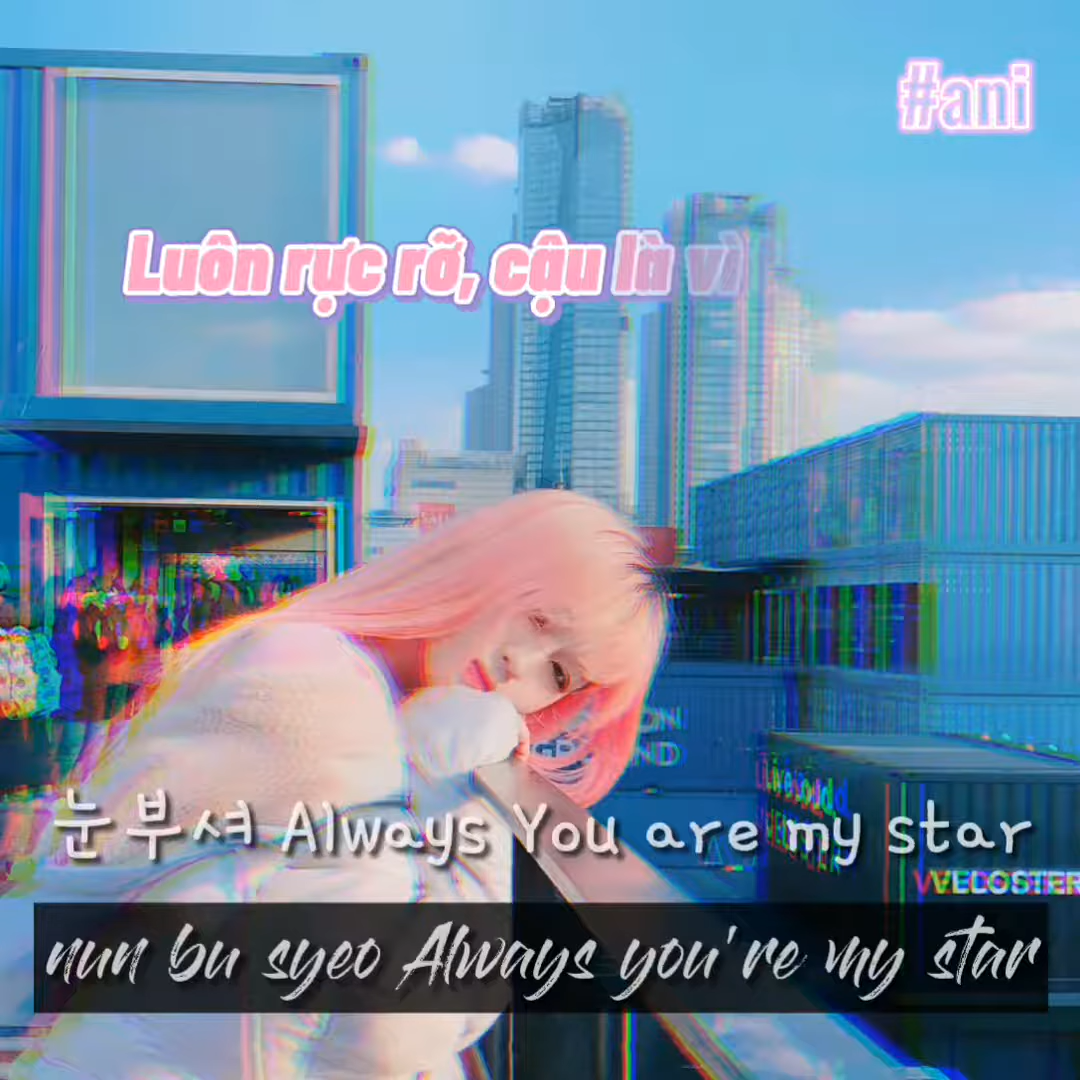 #ani
Luôn rực rỡ, cậu là vì
눈부셔 Always You are my star
nun bu syeo Always you're my star
VELOSTER